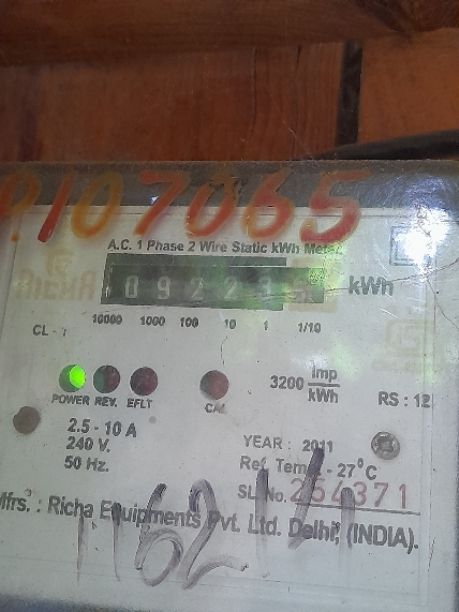 P107065
A.C. 1 Phase 2 Wire Static kWh Meter
0922 kWh
10000 1000 100 10 1 1/10
CL - 1
3200 Imp/kWh
POWER REV. EFLT CAL
RS : 12
2.5 - 10 A
240 V.
50 Hz.
YEAR : 2011
Ref. Temp. - 27°C
SL. No. 254371
Mfrs. : Richa Equipments Pvt. Ltd. Delhi, (INDIA).